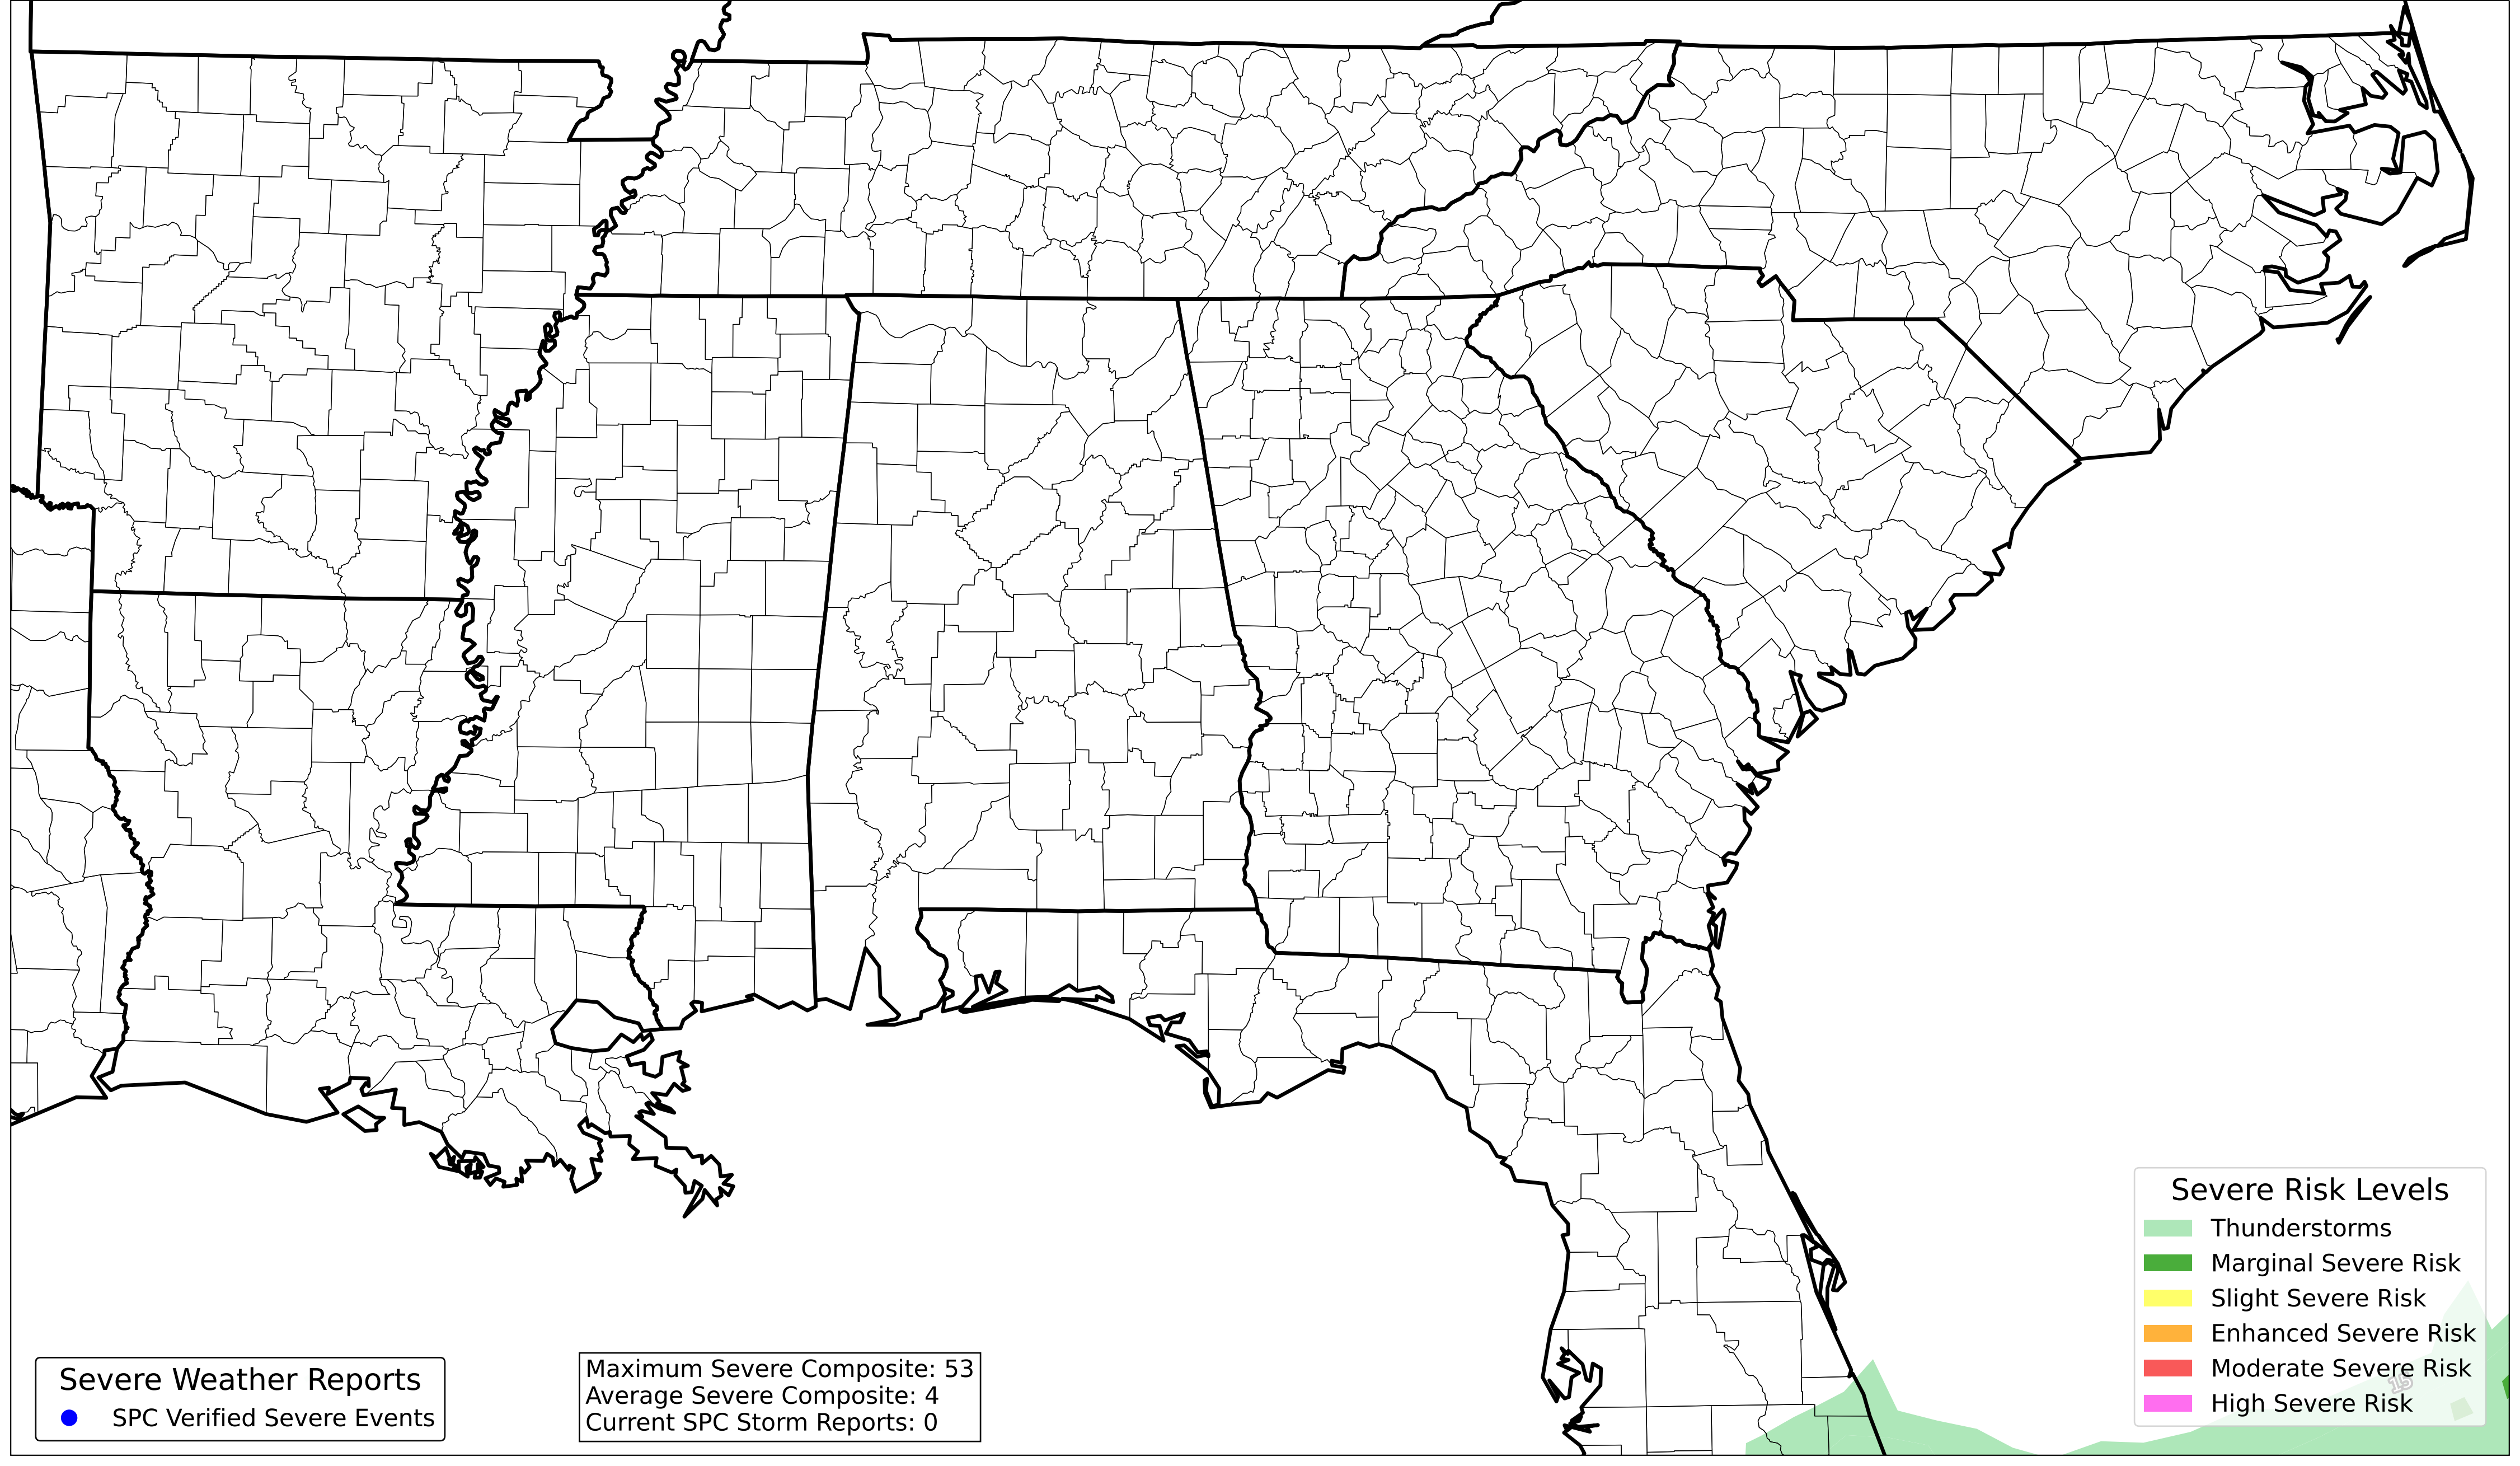 Severe Risk Levels
Thunderstorms
Marginal Severe Risk
Slight Severe Risk
Enhanced Severe Risk
Moderate Severe Risk
15
High Severe Risk
Severe Weather Reports
SPC Verified Severe Events
Maximum Severe Composite: 53
Average Severe Composite: 4
Current SPC Storm Reports: 0